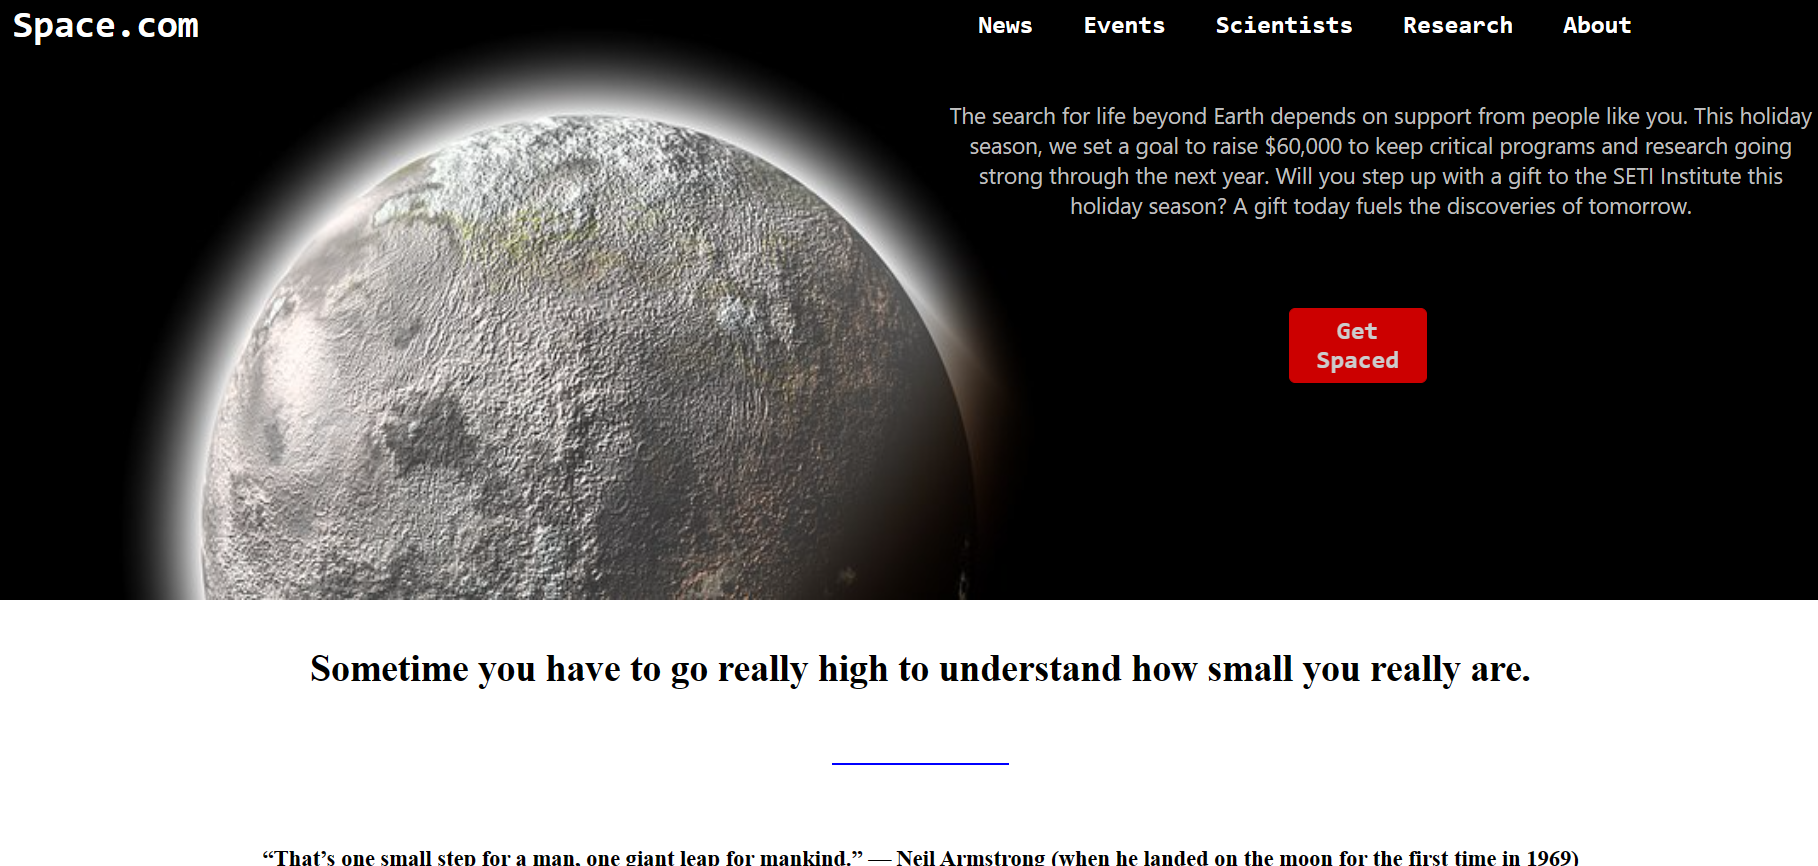 Space.com
News Events Scientists Research About
The search for life beyond Earth depends on support from people like you. This holiday
season, we set a goal to raise $60,000 to keep critical programs and research going
strong through the next year. Will you step up with a gift to the SETI Institute this
holiday season? A gift today fuels the discoveries of tomorrow.
Get
Spaced
Sometime you have to go really high to understand how small you really are.
“That’s one small step for a man, one giant leap for mankind.” — Neil Armstrong (when he landed on the moon for the first time in 1969)